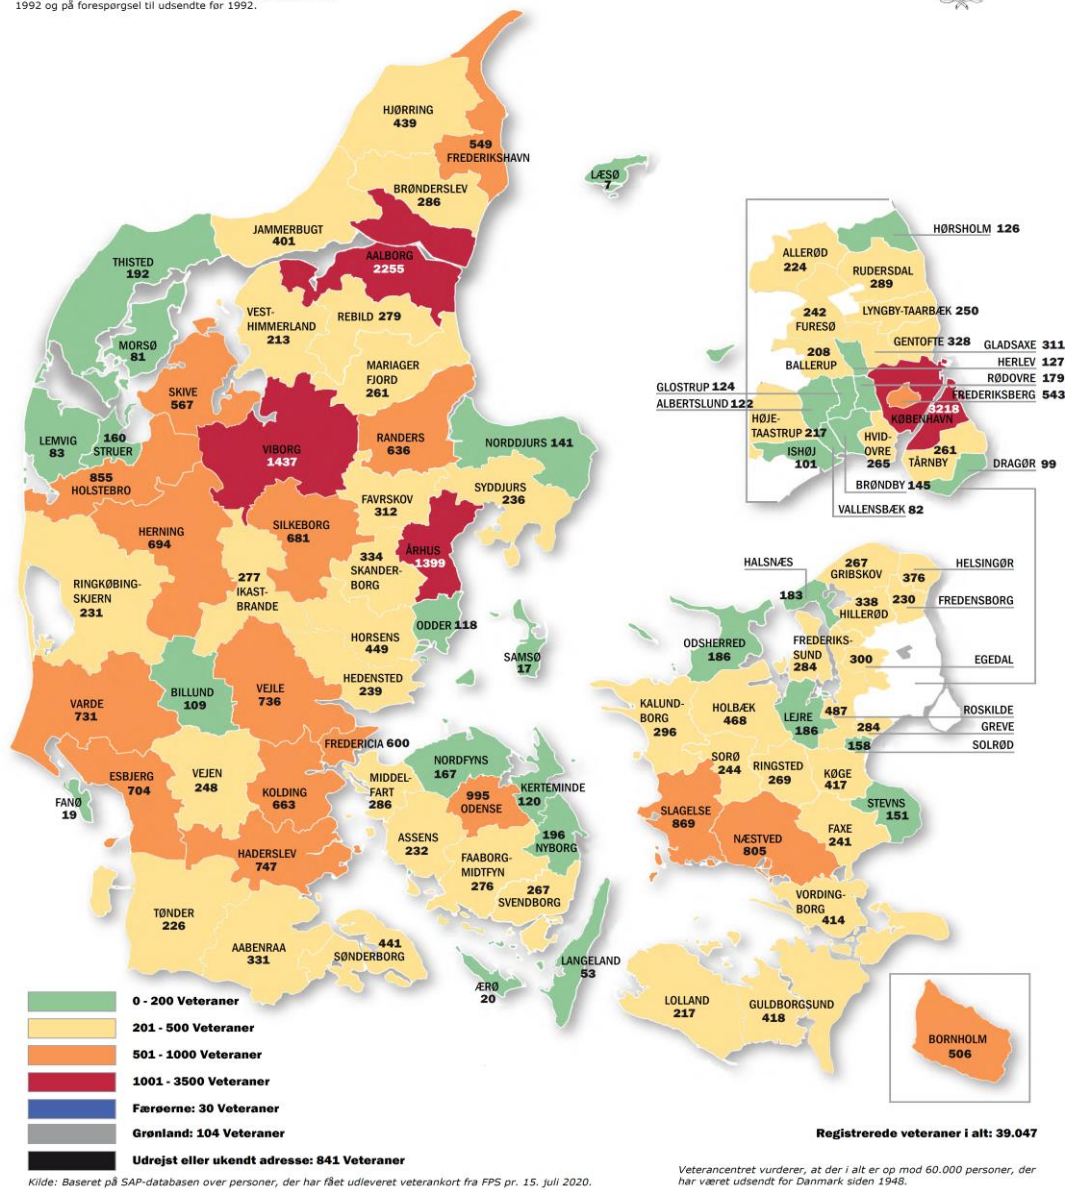 1992 og på forespørgsel til udsendte før 1992.
HJØRRING
439
549
FREDERIKSHAVN
LÆSØ
7
BRØNDERSLEV
286
JAMMERBUGT
401
THISTED
192
AALBORG
2255
VEST-
HIMMERLAND
213
REBILD 279
MORSØ
81
MARIAGER
FJORD
261
SKIVE
567
LEMVIG
83
160
STRUER
VIBORG
1437
RANDERS
636
NORDDJURS 141
855
HOLSTEBRO
SYDDJURS
236
FAVRSKOV
312
HERNING
694
SILKEBORG
681
ÅRHUS
1399
334
SKANDER-
BORG
277
IKAST-
BRANDE
RINGKØBING-
SKJERN
231
ODDER 118
HORSENS
449
SAMSØ
17
HEDENSTED
239
BILLUND
109
VEJLE
736
VARDE
731
FREDERICIA 600
ESBJERG
704
VEJEN
248
KOLDING
663
FANØ
19
HADERSLEV
747
TØNDER
226
AABENRAA
331
441
SØNDERBORG
NORDFYNS
167
MIDDEL-
FART
286
995
ODENSE
KERTEMINDE
120
196
NYBORG
ASSENS
232
FAABORG-
MIDTFYN
276
267
SVENDBORG
LANGELAND
53
ÆRØ
20
HØRSHOLM 126
ALLERØD
224
RUDERSDAL
289
242
FURESØ
LYNGBY-TAARBÆK 250
GENTOFTE 328
GLADSAXE 311
208
BALLERUP
HERLEV 127
RØDOVRE 179
GLOSTRUP 124
FREDERIKSBERG 543
ALBERTSLUND 122
3218
KØBENHAVN
HØJE-
TAASTRUP 217
HVID-
OVRE
265
261
TÅRNBY
ISHØJ
101
DRAGØR 99
BRØNDBY 145
VALLENSBÆK 82
HALSNÆS
183
267
GRIBSKOV
376
HELSINGØR
338
HILLERØD
230
FREDENSBORG
ODSHERRED
186
FREDERIKS-
SUND
284
300
EGEDAL
KALUND-
BORG
296
HOLBÆK
468
LEJRE
186
487
ROSKILDE
284
GREVE
158
SOLRØD
SORØ
244
RINGSTED
269
KØGE
417
STEVNS
151
SLAGELSE
869
NÆSTVED
805
FAXE
241
VORDING-
BORG
414
LOLLAND
217
GULDBORGSUND
418
BORNHOLM
506
0 - 200 Veteraner
201 - 500 Veteraner
501 - 1000 Veteraner
1001 - 3500 Veteraner
Færøerne: 30 Veteraner
Grønland: 104 Veteraner
Udrejst eller ukendt adresse: 841 Veteraner
Kilde: Baseret på SAP-databasen over personer, der har fået udleveret veterankort fra FPS pr. 15. juli 2020.
Registrerede veteraner i alt: 39.047
Veterancentret vurderer, at der i alt er op mod 60.000 personer, der
har været udsendt for Danmark siden 1948.